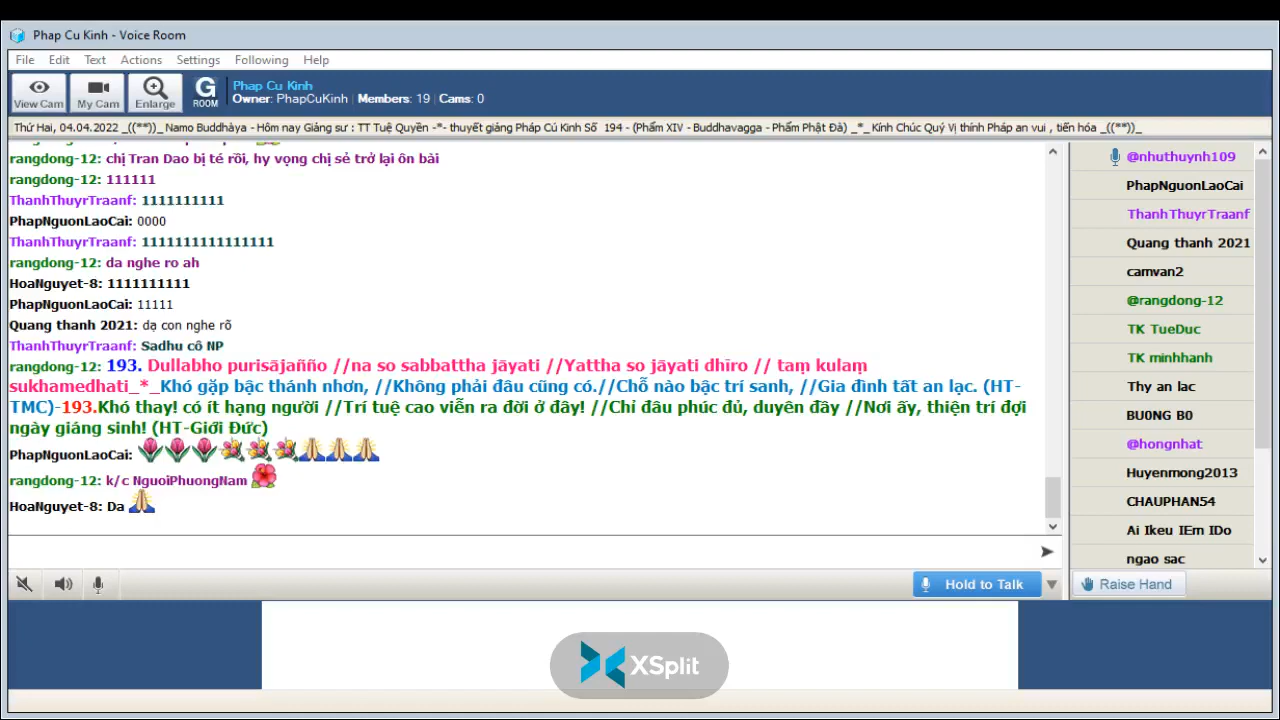 Phap Cu Kinh - Voice Room
File Edit Text Actions Settings Following Help
View Cam My Cam Enlarge G ROOM
Phap Cu Kinh
Owner: PhapCuKinh | Members: 19 | Cams: 0
Thứ Hai, 04.04.2022 _((**))_ Namo Buddhàya - Hôm nay Giảng sư : TT Tuệ Quyền -*- thuyết giảng Pháp Cú Kinh Số 194 - (Phẩm XIV - Buddhavagga - Phẩm Phật Đà) _*_ Kính Chúc Quý Vị thính Pháp an vui , tiến hóa _((**))_
rangdong-12: chị Tran Dao bị té rồi, hy vọng chị sẻ trở lại ôn bài
rangdong-12: 111111
ThanhThuyrTraanf: 1111111111
PhapNguonLaoCai: 0000
ThanhThuyrTraanf: 1111111111111111
rangdong-12: da nghe ro ah
HoaNguyet-8: 1111111111
PhapNguonLaoCai: 11111
Quang thanh 2021: dạ con nghe rõ
ThanhThuyrTraanf: Sadhu cô NP
rangdong-12: 193. Dullabho purisājañño //na so sabbattha jāyati //Yattha so jāyati dhīro // taṃ kulaṃ
sukhamedhati_*_Khó gặp bậc thánh nhơn, //Không phải đâu cũng có.//Chỗ nào bậc trí sanh, //Gia đình tất an lạc. (HT-
TMC)-193.Khó thay! có ít hạng người //Trí tuệ cao viễn ra đời ở đây! //Chỉ đâu phúc đủ, duyên đầy //Nơi ấy, thiện trí đợi
ngày giáng sinh! (HT-Giới Đức)
PhapNguonLaoCai:
rangdong-12: k/c NguoiPhuongNam
HoaNguyet-8: Da
@nhuthuynh109
PhapNguonLaoCai
ThanhThuyrTraanf
Quang thanh 2021
camvan2
@rangdong-12
TK TueDuc
TK minhhanh
Thy an lac
BU0NG B0
@hongnhat
Huyenmong2013
CHAUPHAN54
Ai Ikeu IEm IDo
ngao sac
Hold to Talk
Raise Hand
XSplit